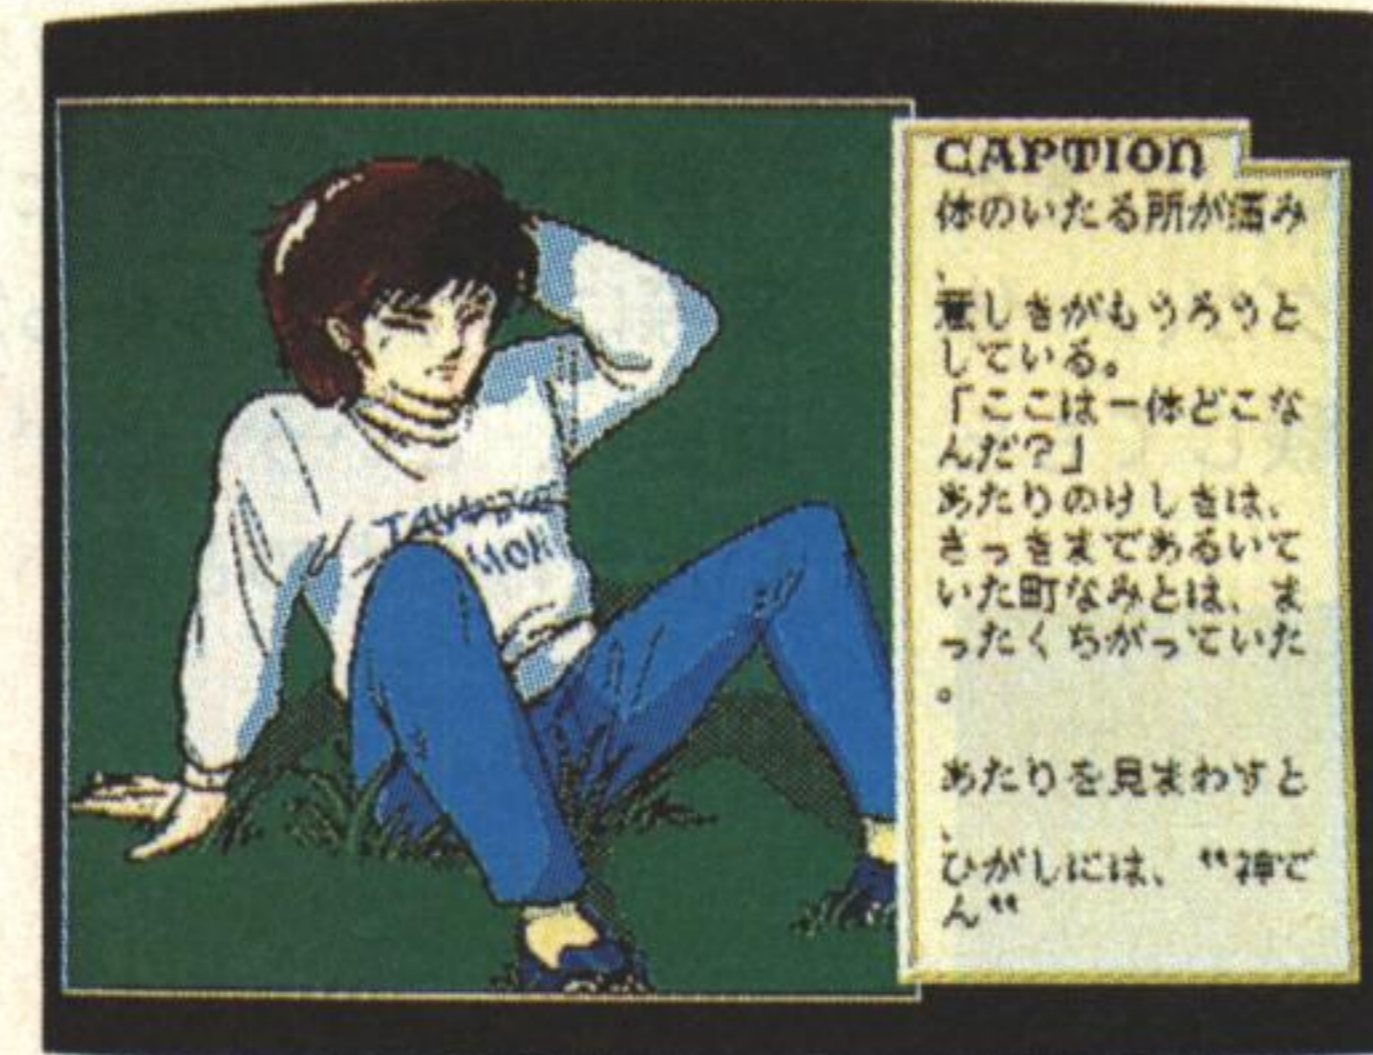 CAPTION
体のいたる所が痛み
、
意しきがもうろうと
している。
「ここは一体どこな
んだ?」
あたりのけしきは、
さっきまであるいて
いた町なみとは、ま
ったくちがっていた
。
あたりを見まわすと
、
ひがしには、“神で
ん“